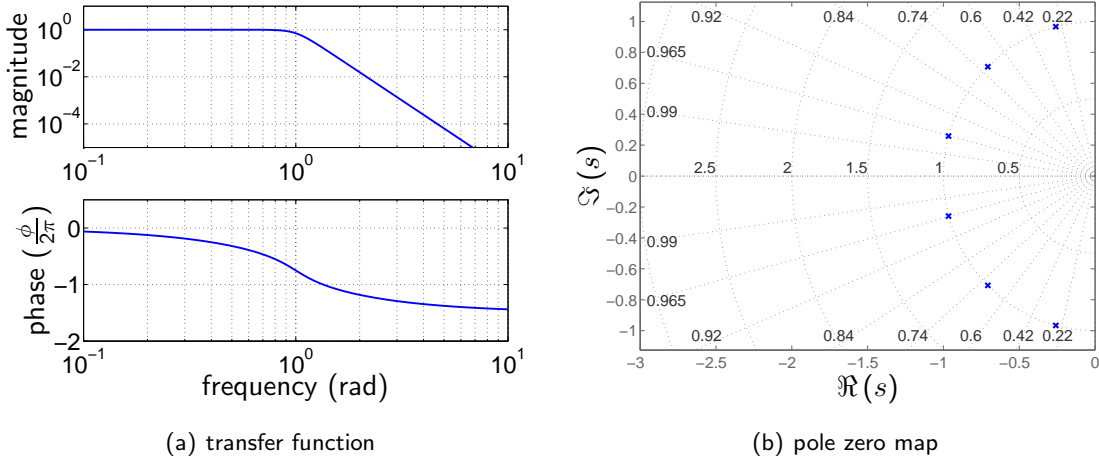 magnitude
10^0
10^−2
10^−4
10^−1 10^0 10^1
phase (ϕ/2π)
0
−1
−2
10^−1 10^0 10^1
frequency (rad)
(a) transfer function
ℑ(s)
1
0.8
0.6
0.4
0.2
0
−0.2
−0.4
−0.6
−0.8
−1
0.92 0.84 0.74 0.6 0.42 0.22
0.965
0.99
2.5 2 1.5 1 0.5
0.99
0.965
0.92 0.84 0.74 0.6 0.42 0.22
−3 −2.5 −2 −1.5 −1 −0.5 0
ℜ(s)
(b) pole zero map